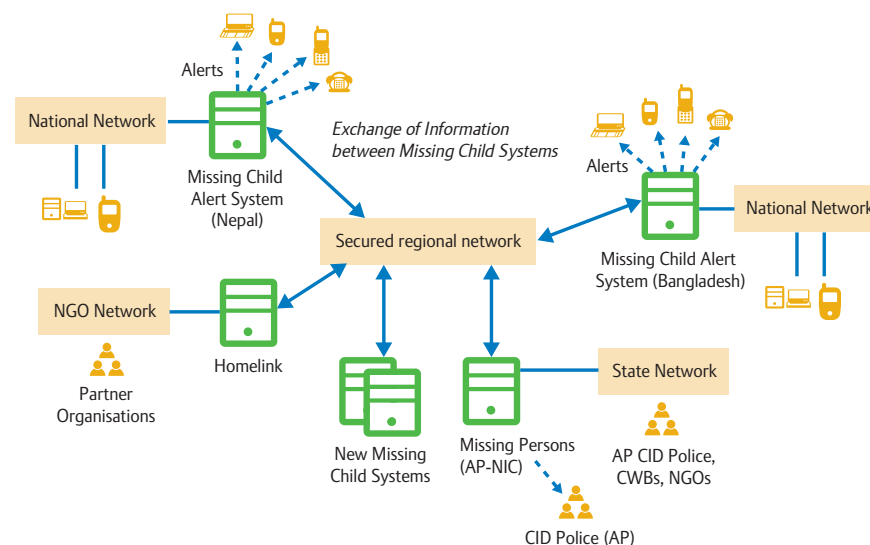 Alerts
National Network
Exchange of Information
between Missing Child Systems
Missing Child
Alert System
(Nepal)
Alerts
National Network
Secured regional network
Missing Child Alert
System (Bangladesh)
NGO Network
Homelink
Partner
Organisations
State Network
New Missing
Child Systems
Missing Persons
(AP-NIC)
AP CID Police,
CWBs, NGOs
CID Police (AP)